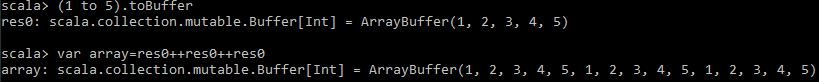 scala> (1 to 5).toBuffer
res0: scala.collection.mutable.Buffer[Int] = ArrayBuffer(1, 2, 3, 4, 5)
scala> var array=res0++res0++res0
array: scala.collection.mutable.Buffer[Int] = ArrayBuffer(1, 2, 3, 4, 5, 1, 2, 3, 4, 5, 1, 2, 3, 4, 5)